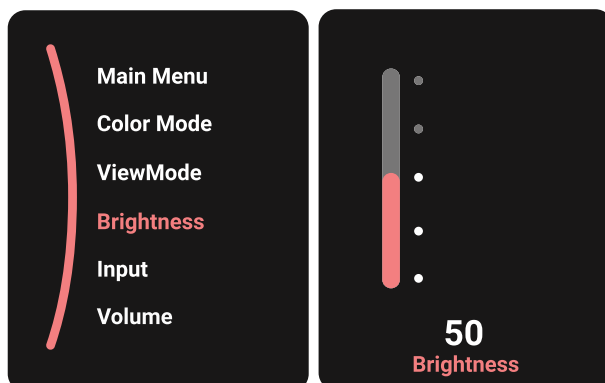 Main Menu
Color Mode
ViewMode
Brightness
Input
Volume
50
Brightness